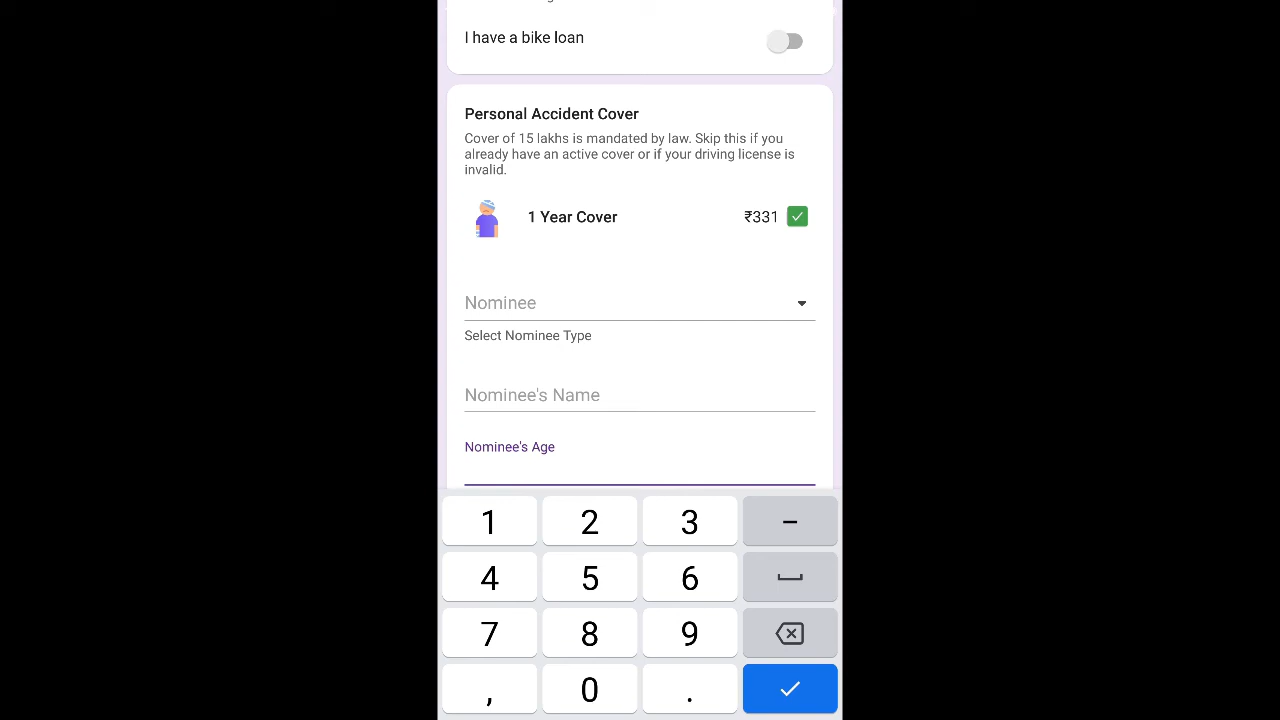 I have a bike loan
Personal Accident Cover
Cover of 15 lakhs is mandated by law. Skip this if you
already have an active cover or if your driving license is
invalid.
1 Year Cover ₹331
Nominee
Select Nominee Type
Nominee's Name
Nominee's Age
1 2 3 –
4 5 6
7 8 9
, 0 .